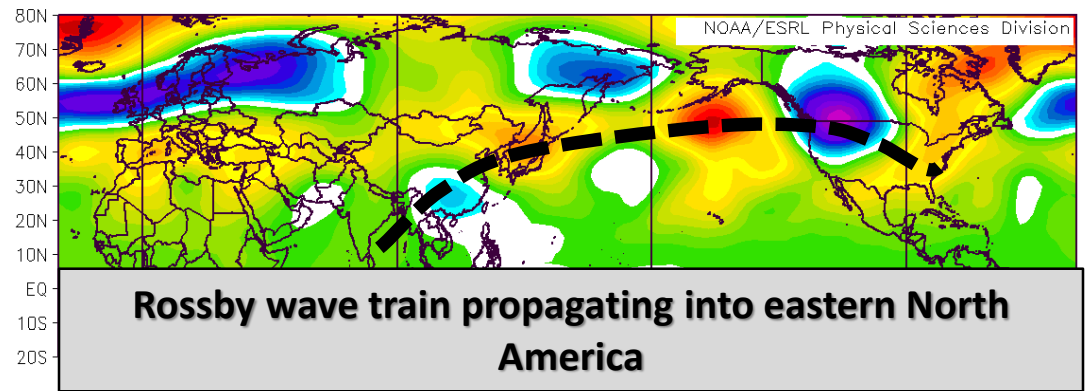 80N
NOAA/ESRL Physical Sciences Division
70N
60N
50N
40N
30N
20N
10N
EQ
10S
20S
Rossby wave train propagating into eastern North
America